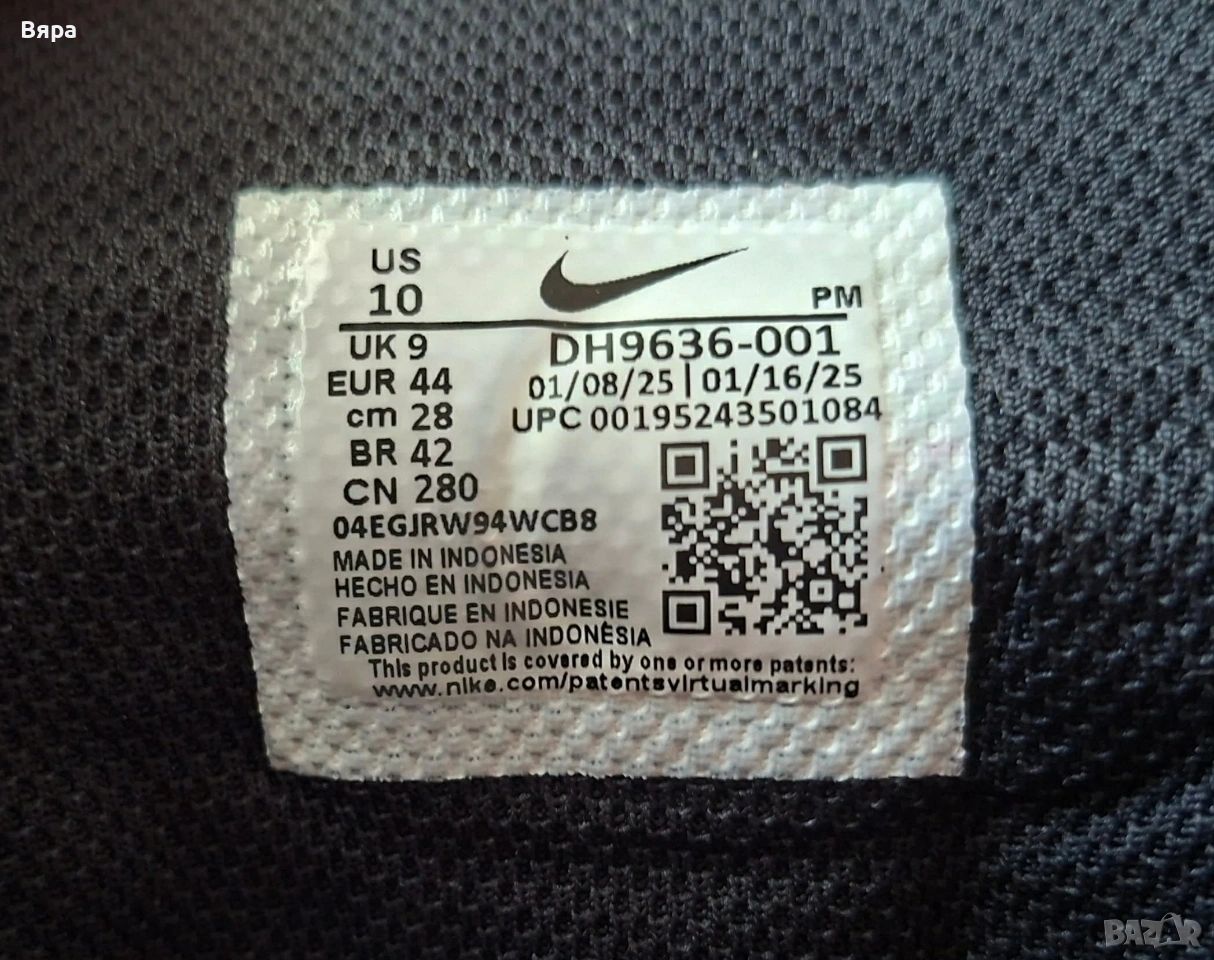 Вяра
US
10
PM
UK 9
DH9636-001
EUR 44
01/08/25 | 01/16/25
cm 28
UPC 00195243501084
BR 42
CN 280
04EGJRW94WCB8
MADE IN INDONESIA
HECHO EN INDONESIA
FABRIQUE EN INDONESIE
FABRICADO NA INDONÉSIA
This product is covered by one or more patents:
www.nike.com/patentsvirtualmarking
BAZAR